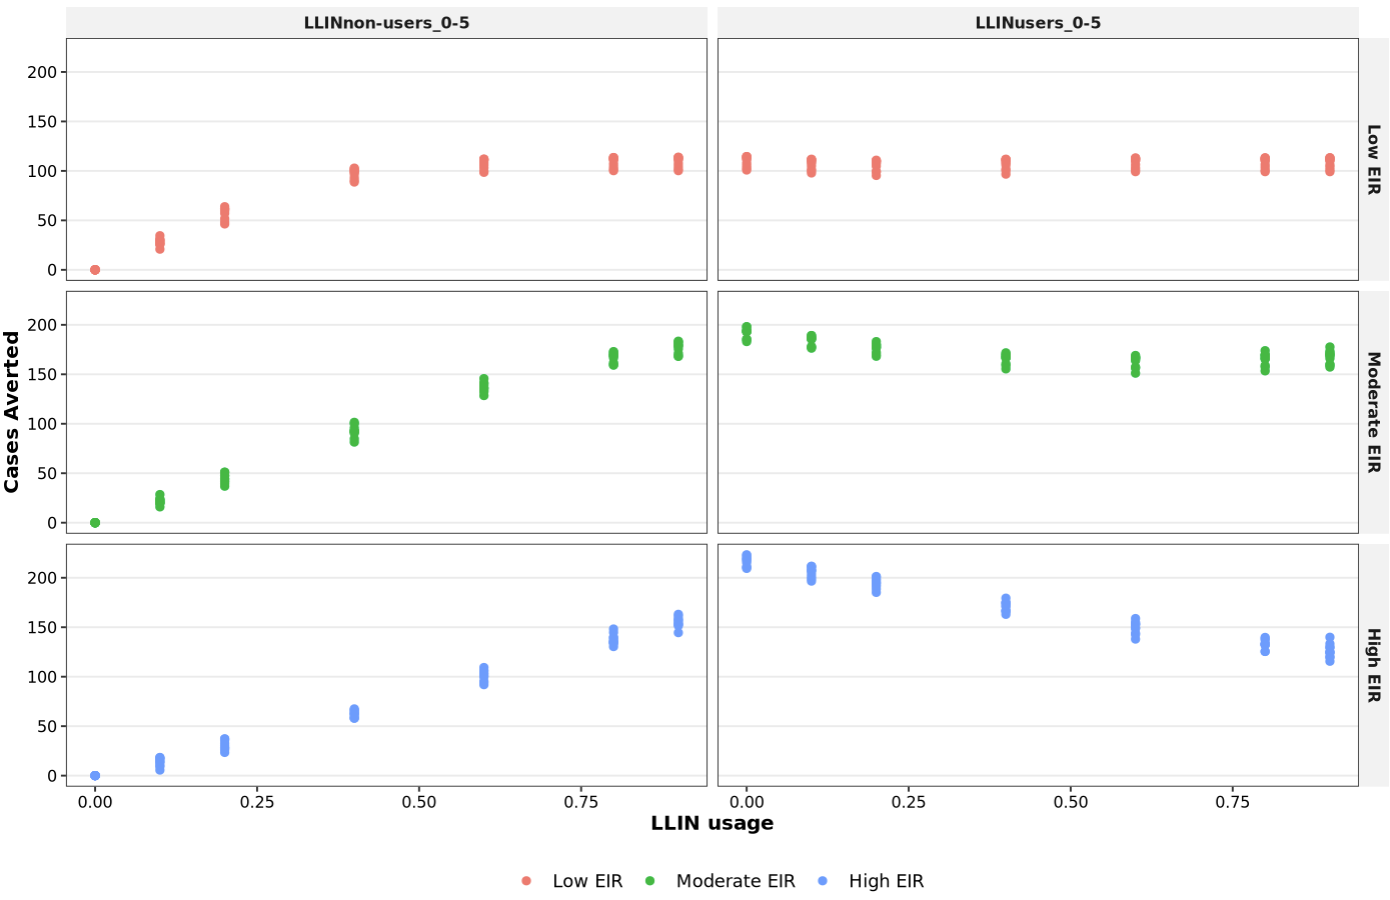 LLINnon-users_0-5 LLINusers_0-5
200
150
100
50
0
Low EIR
200
150
100
50
0
Moderate EIR
Cases Averted
200
150
100
50
0
High EIR
0.00 0.25 0.50 0.75 0.00 0.25 0.50 0.75
LLIN usage
Low EIR Moderate EIR High EIR